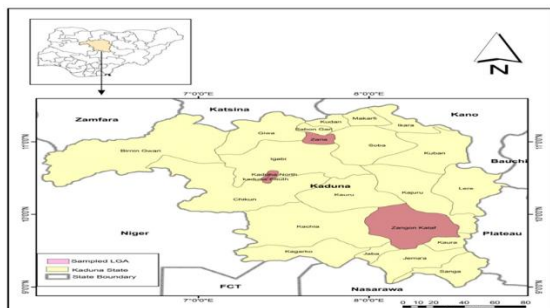 N
7°0'0"E
8°0'0"E
Katsina
Zamfara
Kano
Kudan
Makarfi
Ikara
Sabon Gari
Giwa
Zaria
Soba
Kubau
Bauchi
Birnin Gwari
Igabi
Kaduna North
Kaduna South
Kaduna
Lere
Kauru
Kajuru
Chikun
Zangon Kataf
Niger
Kachia
Kaura
Plateau
Kagarko
Jaba
Jema'a
Sanga
Sampled LGA
Kaduna State
State Boundary
FCT
Nasarawa
7°0'0"E
8°0'0"E
0 10 20 40 60 80